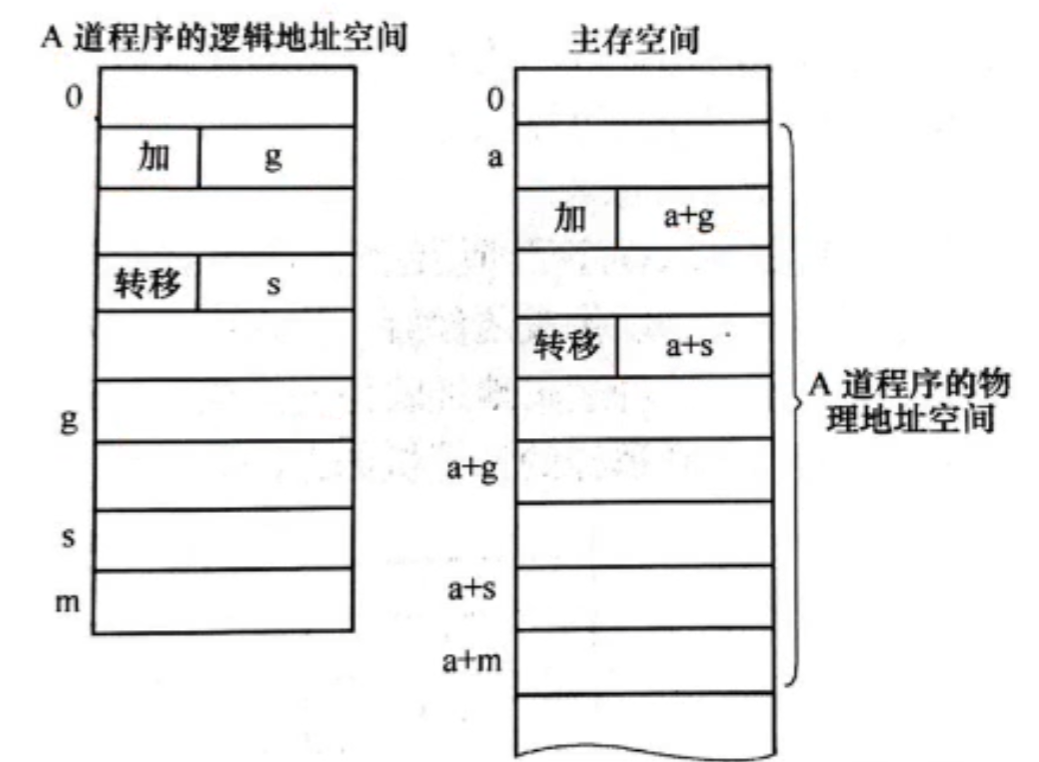 A 道程序的逻辑地址空间
0
加 g
转移 s
g
s
m
主存空间
0
a
加 a+g
转移 a+s
a+g
a+s
a+m
A 道程序的物
理地址空间